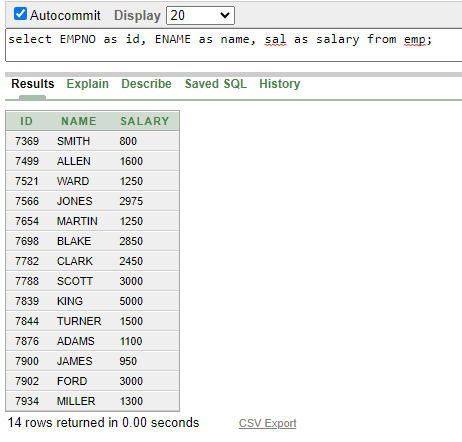 Autocommit Display 20
select EMPNO as id, ENAME as name, sal as salary from emp;
Results Explain Describe Saved SQL History
ID NAME SALARY
7369 SMITH 800
7499 ALLEN 1600
7521 WARD 1250
7566 JONES 2975
7654 MARTIN 1250
7698 BLAKE 2850
7782 CLARK 2450
7788 SCOTT 3000
7839 KING 5000
7844 TURNER 1500
7876 ADAMS 1100
7900 JAMES 950
7902 FORD 3000
7934 MILLER 1300
14 rows returned in 0.00 seconds CSV Export